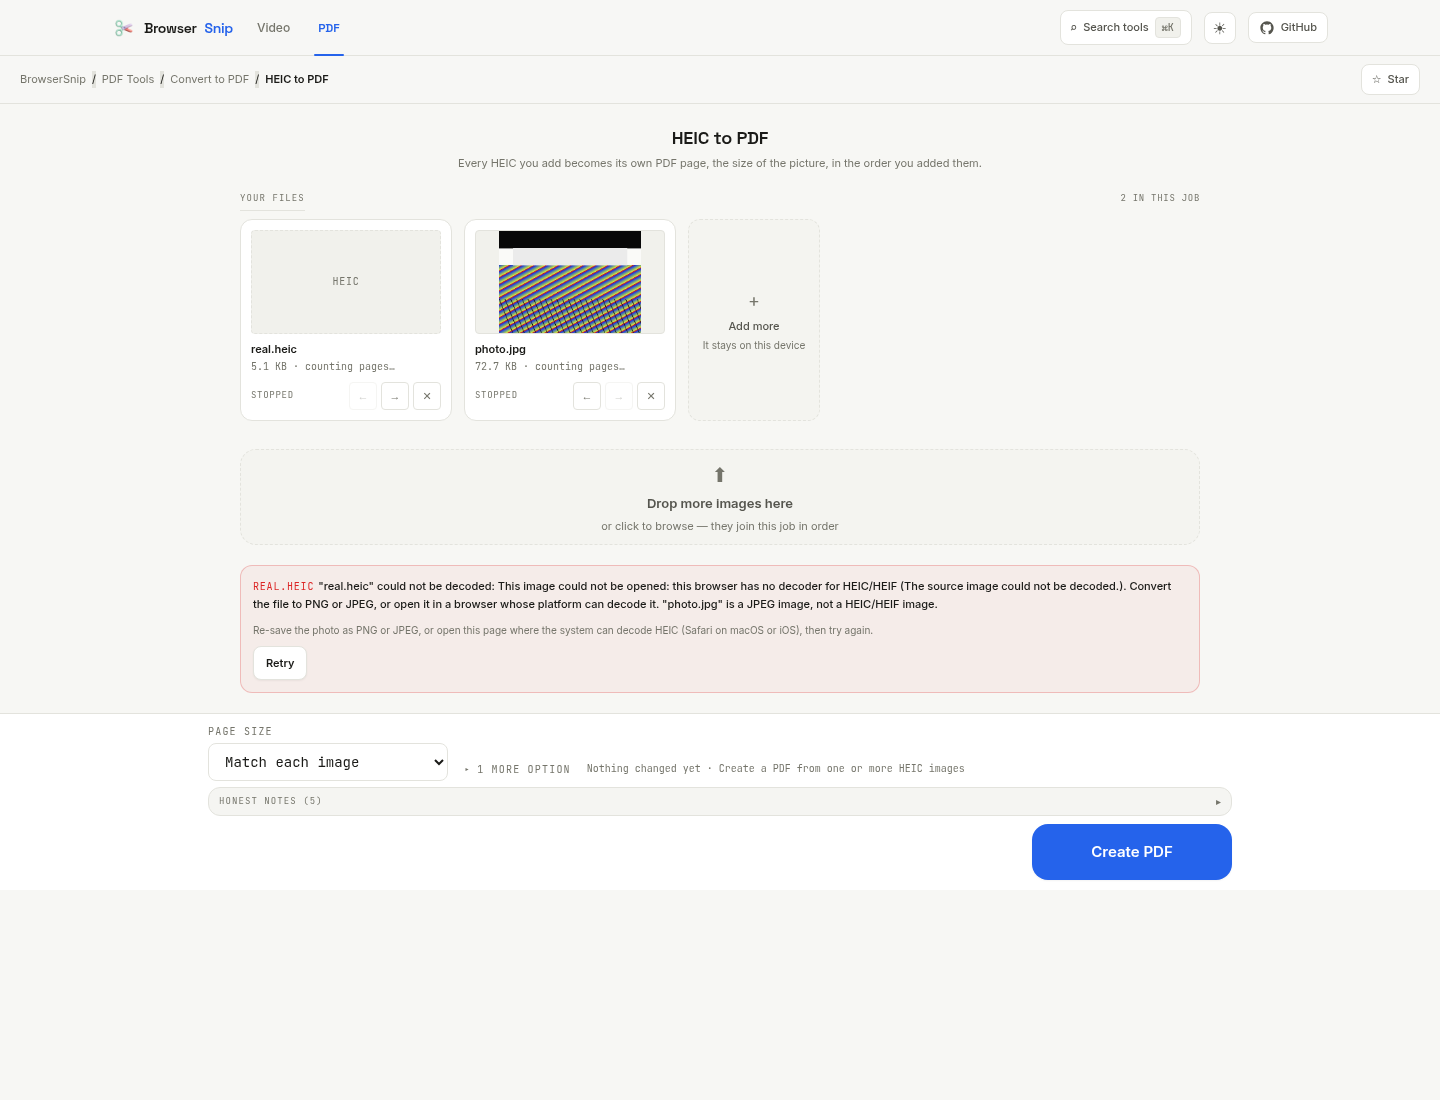 Browser Snip Video PDF Search tools ⌘K GitHub
BrowserSnip / PDF Tools / Convert to PDF / HEIC to PDF ☆ Star
HEIC to PDF
Every HEIC you add becomes its own PDF page, the size of the picture, in the order you added them.
YOUR FILES 2 IN THIS JOB
HEIC
real.heic
5.1 KB · counting pages…
STOPPED ← → ✕
photo.jpg
72.7 KB · counting pages…
STOPPED ← → ✕
+
Add more
It stays on this device
Drop more images here
or click to browse — they join this job in order
REAL.HEIC "real.heic" could not be decoded: This image could not be opened: this browser has no decoder for HEIC/HEIF (The source image could not be decoded.). Convert
the file to PNG or JPEG, or open it in a browser whose platform can decode it. "photo.jpg" is a JPEG image, not a HEIC/HEIF image.
Re-save the photo as PNG or JPEG, or open this page where the system can decode HEIC (Safari on macOS or iOS), then try again.
Retry
PAGE SIZE
Match each image
▸ 1 MORE OPTION Nothing changed yet · Create a PDF from one or more HEIC images
HONEST NOTES (5) ▸
Create PDF